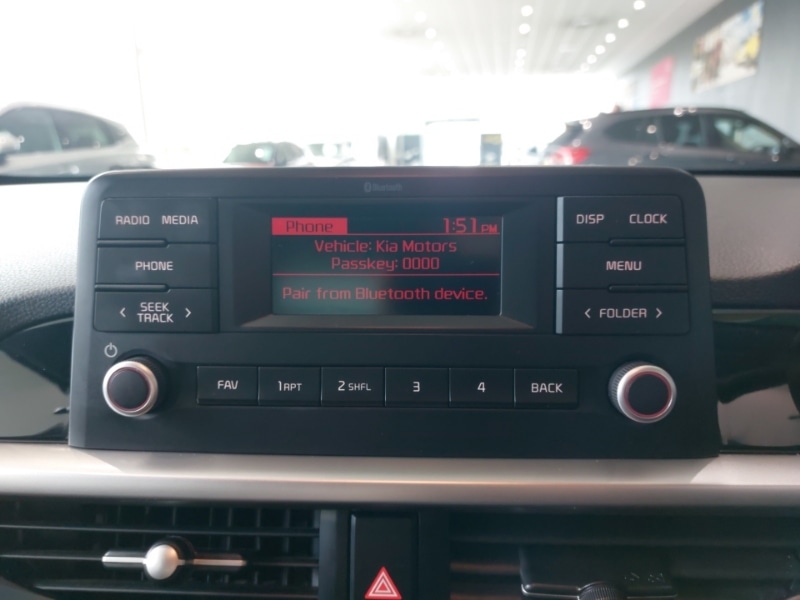 Bluetooth
RADIO MEDIA
PHONE
< SEEK TRACK >
Phone 1:51 PM
Vehicle: Kia Motors
Passkey: 0000
Pair from Bluetooth device.
DISP CLOCK
MENU
< FOLDER >
FAV 1 RPT 2 SHFL 3 4 BACK